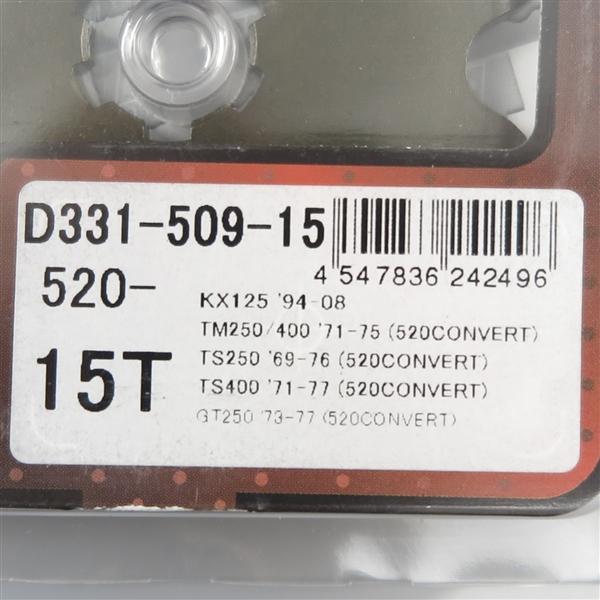 D331-509-15
4 547836 242496
520-
15T
KX125 '94-08
TM250/400 '71-75 (520CONVERT)
TS250 '69-76 (520CONVERT)
TS400 '71-77 (520CONVERT)
GT250 '73-77 (520CONVERT)